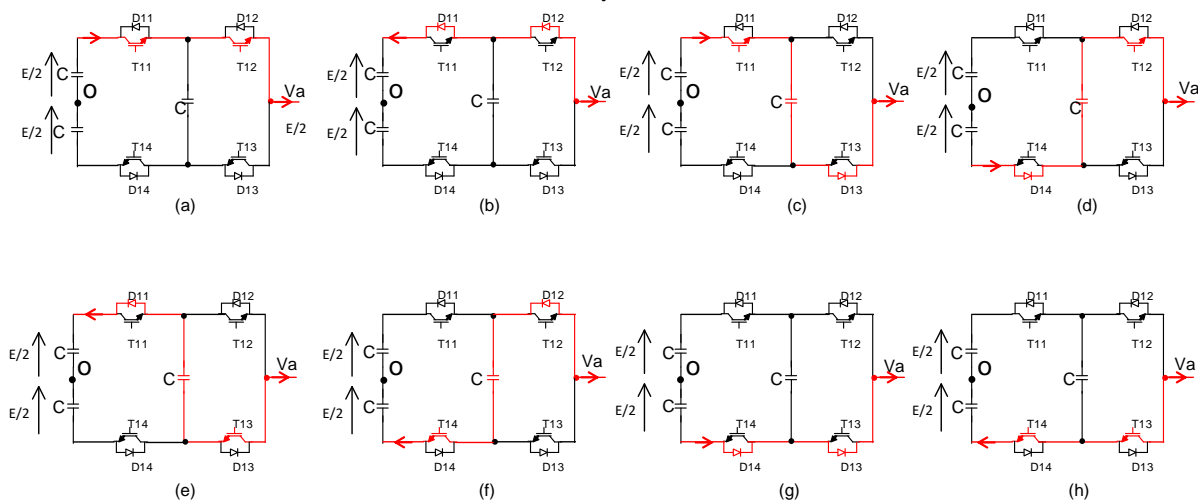 D11 D12 D11 D12 D11 D12 D11 D12
T11 T12 T11 T12 T11 T12 T11 T12
E/2 C E/2 C E/2 C E/2 C
O C Va O C Va O C Va O C Va
E/2 C E/2 E/2 C E/2 C E/2 C
T14 T13 T14 T13 T14 T13 T14 T13
D14 D13 D14 D13 D14 D13 D14 D13
(a) (b) (c) (d)
D11 D12 D11 D12 D11 D12 D11 D12
T11 T12 T11 T12 T11 T12 T11 T12
E/2 C E/2 C E/2 C E/2 C
O C Va O C Va O C Va O C Va
E/2 C E/2 C E/2 C E/2 C
T14 T13 T14 T13 T14 T13 T14 T13
D14 D13 D14 D13 D14 D13 D14 D13
(e) (f) (g) (h)